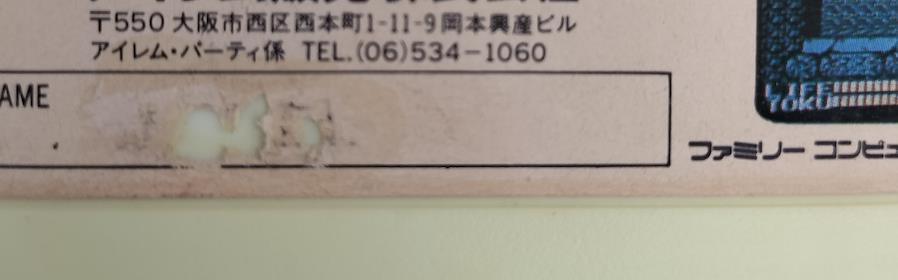 〒550 大阪市西区西本町1-11-9岡本興産ビル
アイレム・パーティ係 TEL.(06)534-1060
AME
LIFE
YOKU
ファミリー コンピュ